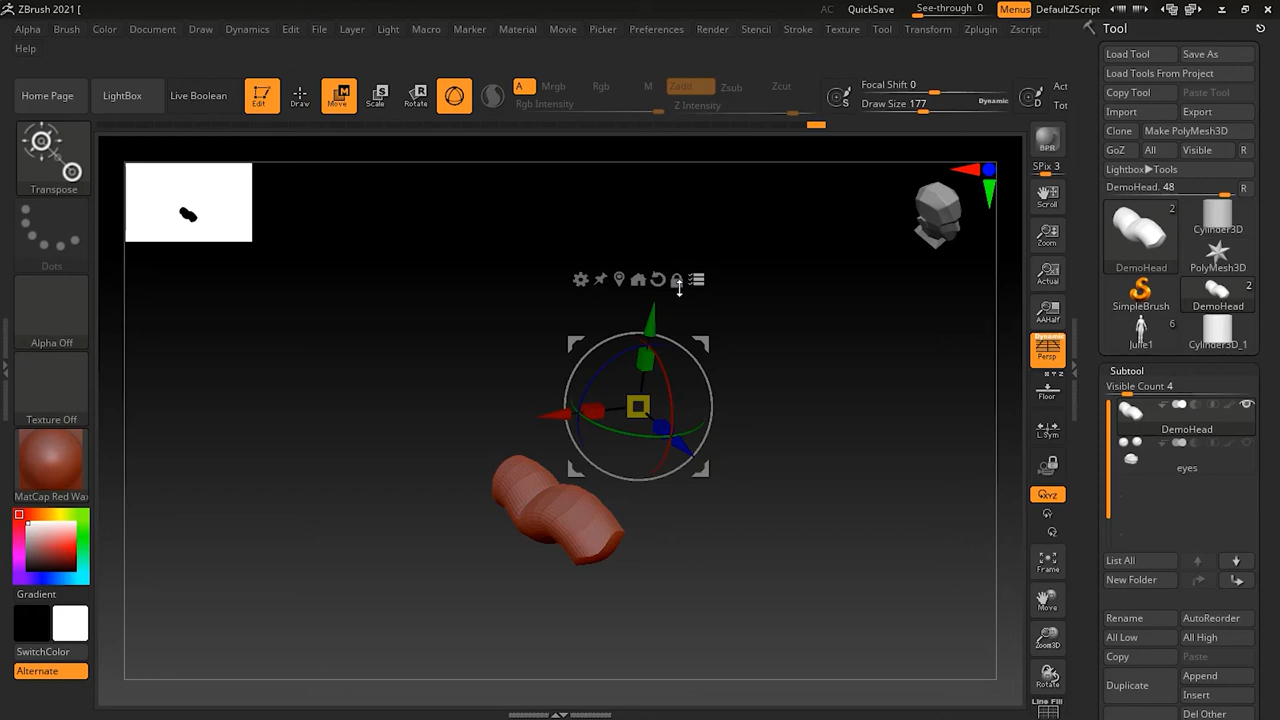 ZBrush 2021 [
AC QuickSave See-through 0 Menus DefaultZScript
Alpha Brush Color Document Draw Dynamics Edit File Layer Light Macro Marker Material Movie Picker Preferences Render Stencil Stroke Texture Tool Transform Zplugin Zscript
Help
Home Page LightBox Live Boolean Edit Draw Move Scale Rotate
A Mrgb Rgb M Zadd Zsub Zcut
Rgb Intensity Z Intensity
Focal Shift 0
Draw Size 177 Dynamic
Act
Tot
S D
M S R
Transpose
Dots
Alpha Off
Texture Off
MatCap Red Wax
Gradient
SwitchColor
Alternate
BPR
SPix 3
Scroll
Zoom
Actual
AAHalf
Dynamic
Persp
X Y Z
Floor
L.Sym
XYZ
Y
Z
Frame
Move
Zoom3D
Rotate
Line Fill
Tool
Load Tool Save As
Load Tools From Project
Copy Tool Paste Tool
Import Export
Clone Make PolyMesh3D
GoZ All Visible R
Lightbox Tools
DemoHead. 48 R
2
DemoHead
Cylinder3D
PolyMesh3D
SimpleBrush
2
DemoHead
6
Julie1
Cylinder3D_1
Subtool
Visible Count 4
DemoHead
eyes
List All
New Folder
Rename AutoReorder
All Low All High
Copy Paste
Duplicate Append
Insert
Del Other